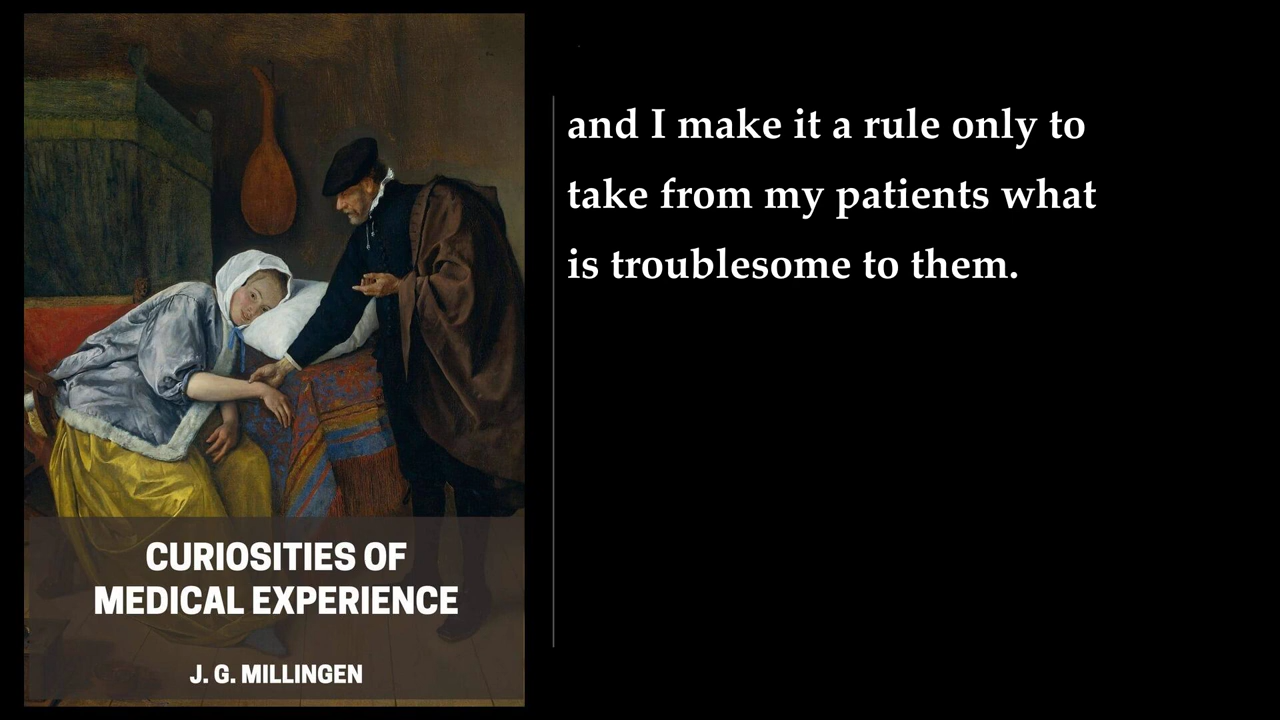 and I make it a rule only to
take from my patients what
is troublesome to them.
CURIOSITIES OF
MEDICAL EXPERIENCE
J. G. MILLINGEN